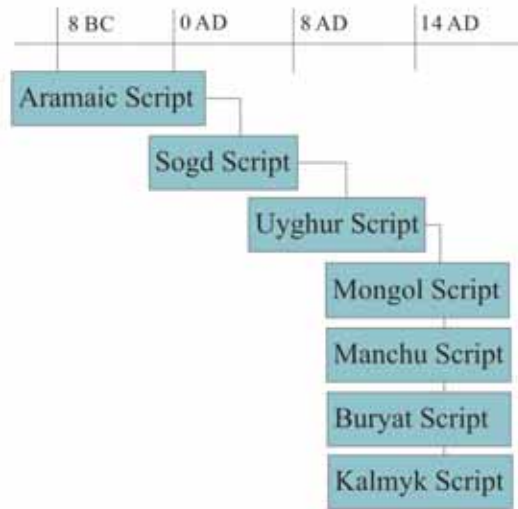 8 BC 0 AD 8 AD 14 AD
Aramaic Script
Sogd Script
Uyghur Script
Mongol Script
Manchu Script
Buryat Script
Kalmyk Script